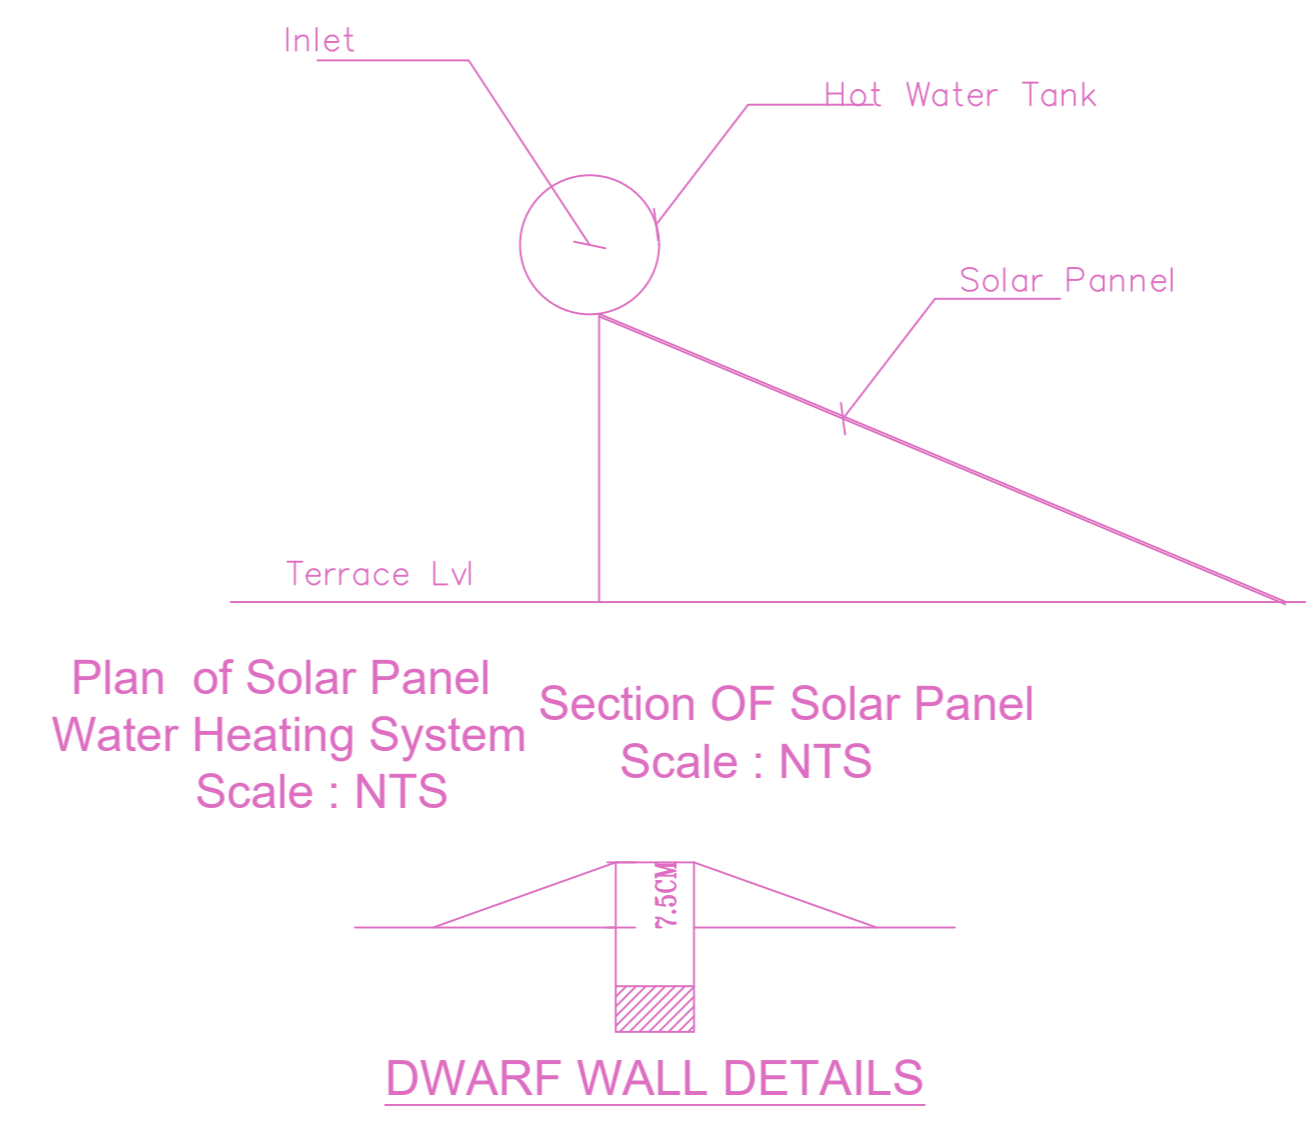 Inlet
Hot Water Tank
Solar Pannel
Terrace Lvl
Plan of Solar Panel
Water Heating System
Scale : NTS
Section OF Solar Panel
Scale : NTS
7.5CM
DWARF WALL DETAILS